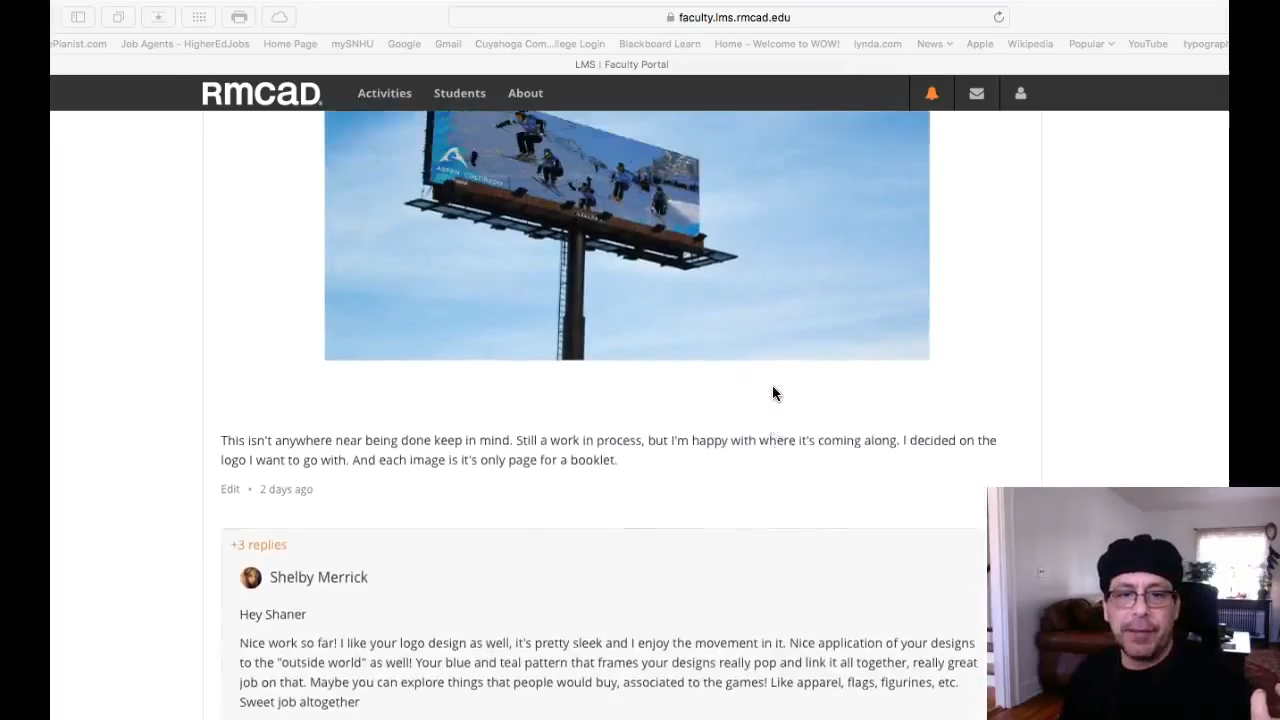 faculty.lms.rmcad.edu
ePianist.com Job Agents - HigherEdJobs Home Page mySNHU Google Gmail Cuyahoga Com...llege Login Blackboard Learn Home - Welcome to WOW! lynda.com News Apple Wikipedia Popular YouTube typograp
LMS | Faculty Portal
RMCAD Activities Students About
This isn't anywhere near being done keep in mind. Still a work in process, but I'm happy with where it's coming along. I decided on the
logo I want to go with. And each image is it's only page for a booklet.
Edit • 2 days ago
+3 replies
Shelby Merrick
Hey Shaner
Nice work so far! I like your logo design as well, it's pretty sleek and I enjoy the movement in it. Nice application of your designs
to the "outside world" as well! Your blue and teal pattern that frames your designs really pop and link it all together, really great
job on that. Maybe you can explore things that people would buy, associated to the games! Like apparel, flags, figurines, etc.
Sweet job altogether